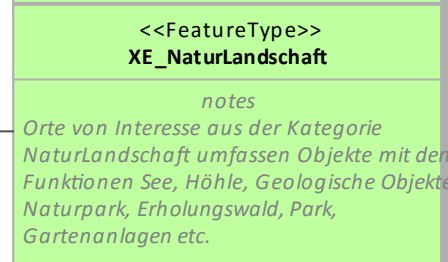 <<FeatureType>>
XE_NaturLandschaft
notes
Orte von Interesse aus der Kategorie
NaturLandschaft umfassen Objekte mit den
Funktionen See, Höhle, Geologische Objekte
Naturpark, Erholungswald, Park,
Gartenanlagen etc.